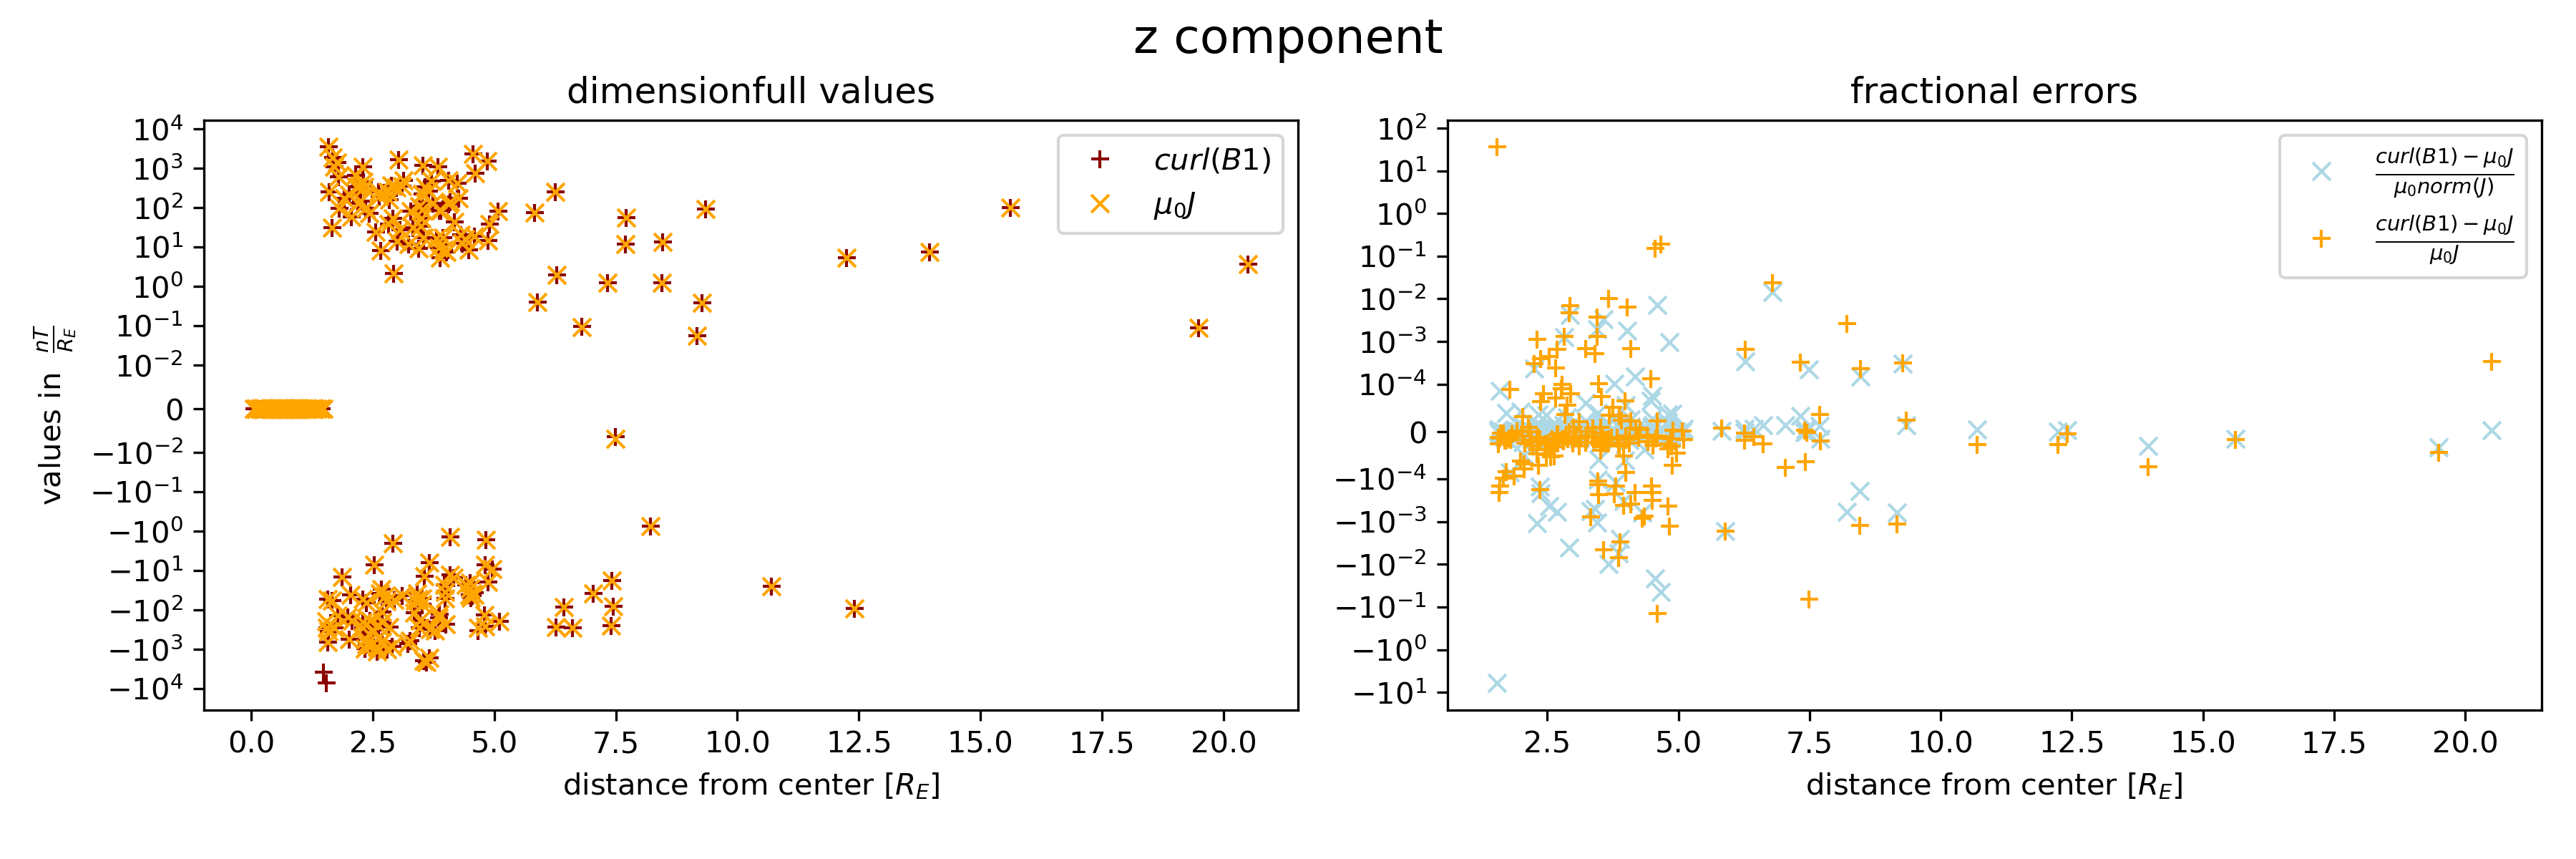 z component
dimensionfull values
values in nT/R_E
10^4
10^3
10^2
10^1
10^0
10^-1
10^-2
0
−10^-2
−10^-1
−10^0
−10^1
−10^2
−10^3
−10^4
curl(B1)
μ_0J
0.0 2.5 5.0 7.5 10.0 12.5 15.0 17.5 20.0
distance from center [R_E]
fractional errors
10^2
10^1
10^0
10^-1
10^-2
10^-3
10^-4
0
−10^-4
−10^-3
−10^-2
−10^-1
−10^0
−10^1
curl(B1)−μ_0J
μ_0norm(J)
curl(B1)−μ_0J
μ_0J
2.5 5.0 7.5 10.0 12.5 15.0 17.5 20.0
distance from center [R_E]